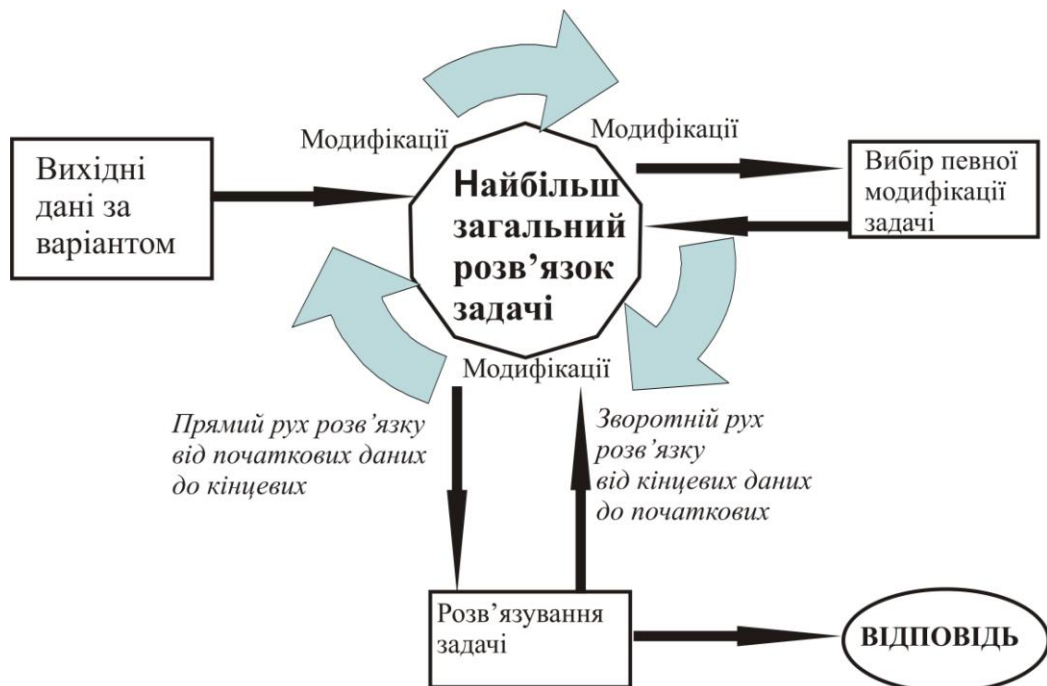 Модифікації
Модифікації
Вихідні
дані за
варіантом
Найбільш
загальний
розв’язок
задачі
Вибір певної
модифікації
задачі
Модифікації
Прямий рух розв’язку
від початкових даних
до кінцевих
Зворотній рух
розв’язку
від кінцевих даних
до початкових
Розв’язування
задачі
ВІДПОВІДЬ